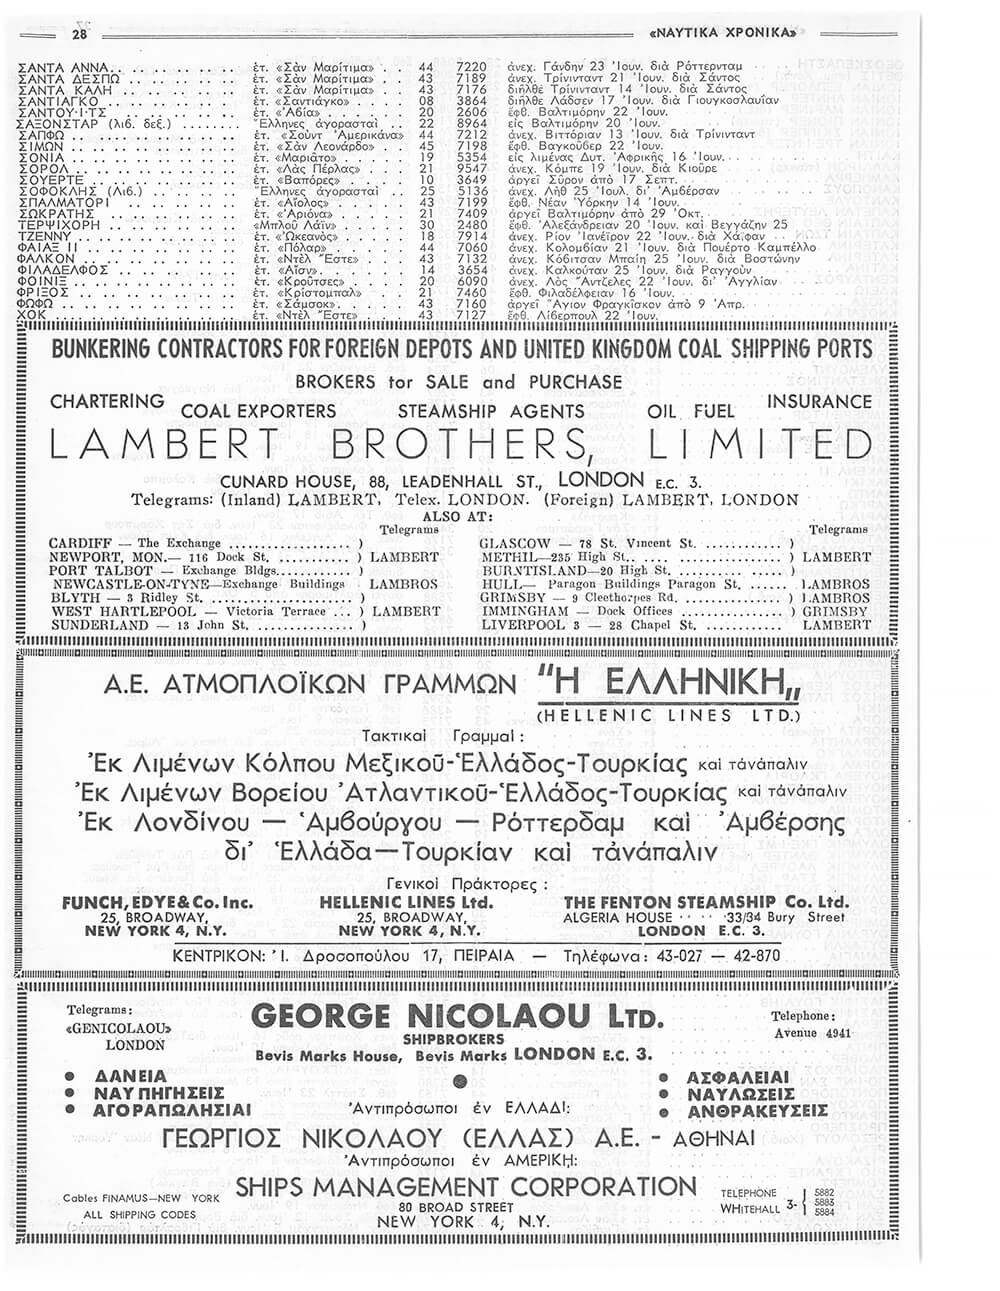 28 «ΝΑΥΤΙΚΑ ΧΡΟΝΙΚΑ»
ΣΑΝΤΑ ΑΝΝΑ. . . . . . . . . ἑτ. «Σὰν Μαρίτιμα» . . 44 7220 ἀνεχ. Γάνδην 23 Ἰουν. διὰ Ρόττερνταμ
ΣΑΝΤΑ ΔΕΣΠΩ . . . . . . . . ἑτ. «Σὰν Μαρίτιμα» . . 43 7189 ἀνεχ. Τρίνινταντ 21 Ἰουν. διὰ Σάντος
ΣΑΝΤΑ ΚΑΛΗ . . . . . . . . ἑτ. «Σὰν Μαρίτιμα» . . 43 7176 διῆλθε Τρίνινταντ 14 Ἰουν. διὰ Σάντος
ΣΑΝΤΙΑΓΚΟ . . . . . . . . ἑτ. «Σαντιάγκο» . . . . 08 3864 διῆλθε Λάδσεν 17 Ἰουν. διὰ Γιουγκοσλαυΐαν
ΣΑΝΤΟΥ·Ι·ΤΣ . . . . . . . . ἑτ. «Ἀβία» . . . . 20 2606 ἔφθ. Βαλτιμόρην 22 Ἰουν.
ΣΑΞΟΝΣΤΑΡ (λιβ. δεξ.) ....... Ἕλληνες ἀγορασταὶ .. 22 8964 εἰς Βαλτιμόρην 20 Ἰουν.
ΣΑΠΦΩ . . . . . . . . ἑτ. «Σοὺντ Ἀμερικάνα» 44 7212 ἀνεχ. Βιττόριαν 13 Ἰουν. διὰ Τρίνινταντ
ΣΙΜΩΝ . . . . . . . . ἑτ. «Σὰν Λεονάρδο» . . 45 7198 ἔφθ. Βαγκοῦβερ 22 Ἰουν.
ΣΟΝΙΑ . . . . . . . . ἑτ. «Μαριᾶτο» . . . . 19 5354 εἰς λιμένας Δυτ. Ἀφρικῆς 16 Ἰουν. . .
ΣΟΡΟΛ . . . . . . . . ἑτ. «Λὰς Πέρλας» . . . 21 9547 ἀνεχ. Κόμπε 19 Ἰουν. διὰ Κιοῦρε
ΣΟΥΕΡΤΕ . . . . . . . . ἑτ. «Βαπόρες» . . . . 10 3649 ἀργεῖ Σῦρον ἀπὸ 17 Σεπτ. .
ΣΟΦΟΚΛΗΣ (Λιβ.) . . . . . . Ἕλληνες ἀγορασταὶ . . 25 5136 ἀνεχ. Λὴθ 25 Ἰουλ. δι' Ἀμβέρσαν
ΣΠΑΛΜΑΤΟΡΙ . . . . . . . . ἑτ. «Αἴολος» . . . . 43 7199 ἔφθ. Νέαν Ὑόρκην 14 Ἰουν.
ΣΩΚΡΑΤΗΣ . . . . . . . . ἑτ. «Ἀριόνα» . . . . 21 7409 ἀργεῖ Βαλτιμόρην ἀπὸ 29 Ὀκτ.
ΤΕΡΨΙΧΟΡΗ . . . . . . . . «Μπλοῦ Λάϊν» . . . . 30 2480 ἔφθ. Ἀλεξάνδρειαν 20 Ἰουν. καὶ Βεγγάζην 25
ΤΖΕΝΝΥ . . . . . . . . ἑτ. «Ὠκεανὸς» . . . . 18 7914 ἀνεχ. Ρίον Ἰανέϊρον 22 Ἰουν. διὰ Χάϊφαν
ΦΑΙΑΞ ΙΙ . . . . . . . . ἑτ. «Πόλαρ» . . . . 44 7060 ἀνεχ. Κολομβίαν 21 Ἰουν. διὰ Πουέρτο Καμπέλλο
ΦΑΛΚΟΝ . . . . . . . . ἑτ. «Ντὲλ Ἔστε» . . . 43 7132 ἀνεχ. Κόβιτσαν Μπαίη 25 Ἰουν. διὰ Βοστώνην
ΦΙΛΑΔΕΛΦΟΣ . . . . . . . . ἑτ. «Αἴσν» . . . . 14 3654 ἀνεχ. Καλκούταν 25 Ἰουν. διὰ Ραγγοὺν
ΦΟΙΝΙΞ . . . . . . . . ἑτ. «Κροῦτσες» . . . . 20 6090 ἀνεχ. Λὸς Ἄντζελες 22 Ἰουν. δι' Ἀγγλίαν
ΦΡΙΞΟΣ . . . . . . . . ἑτ. «Κρίστομπαλ» . . . 21 7460 ἔφθ. Φιλαδέλφειαν 16 Ἰουν.
ΦΩΦΩ . . . . . . . . ἑτ. «Σάμσοκ» . . . . 43 7160 ἀργεῖ Ἅγιον Φραγκῖσκον ἀπὸ 9 Ἀπρ.
ΧΟΚ . . . . . . . . ἑτ. «Ντὲλ Ἔστε» . . . 43 7127 ἔφθ. Λίβερπουλ 22 Ἰουν.
BUNKERING CONTRACTORS FOR FOREIGN DEPOTS AND UNITED KINGDOM COAL SHIPPING PORTS
BROKERS for SALE and PURCHASE
CHARTERING COAL EXPORTERS STEAMSHIP AGENTS OIL FUEL INSURANCE
LAMBERT BROTHERS, LIMITED
CUNARD HOUSE, 88, LEADENHALL ST., LONDON E.C. 3.
Telegrams: (Inland) LAMBERT, Telex. LONDON. (Foreign) LAMBERT, LONDON
ALSO AT:
Telegrams Telegrams
CARDIFF — The Exchange .................. ) GLASCOW — 78 St. Vincent St. ............ )
NEWPORT, MON.— 116 Dock St. ............. ) LAMBERT METHIL—235 High St.. .................... ) LAMBERT
PORT TALBOT — Exchange Bldgs............ ) BURNTISLAND—20 High St. ................ )
NEWCASTLE-ON-TYNE—Exchange Buildings ) LAMBROS HULL— Paragon Buildings Paragon St. ...... LAMBROS
BLYTH — 3 Ridley St. .................... ) GRIMSBY — 9 Cleethorpes Rd. ............. ) LAMBROS
WEST HARTLEPOOL — Victoria Terrace ... ) LAMBERT IMMINGHAM — Dock Offices ............... ) GRIMSBY
SUNDERLAND — 13 John St. ................ ) LIVERPOOL 3 — 28 Chapel St. ............ LAMBERT
Α.Ε. ΑΤΜΟΠΛΟΪΚΩΝ ΓΡΑΜΜΩΝ "Η ΕΛΛΗΝΙΚΗ„
(HELLENIC LINES LTD.)
Τακτικαὶ Γραμμαί :
Ἐκ Λιμένων Κόλπου Μεξικοῦ-Ἑλλάδος-Τουρκίας καὶ τἀνάπαλιν
Ἐκ Λιμένων Βορείου Ἀτλαντικοῦ-Ἑλλάδος-Τουρκίας καὶ τἀνάπαλιν
Ἐκ Λονδίνου — Ἁμβούργου — Ρόττερδαμ καὶ Ἀμβέρσης
δι' Ἑλλάδα—Τουρκίαν καὶ τἀνάπαλιν
Γενικοὶ Πράκτορες :
FUNCH, EDYE & Co. Inc. HELLENIC LINES Ltd. THE FENTON STEAMSHIP Co. Ltd.
25, BROADWAY, 25, BROADWAY, ALGERIA HOUSE · · · · 33/34 Bury Street
NEW YORK 4, N.Y. NEW YORK 4, N.Y. LONDON E.C. 3.
ΚΕΝΤΡΙΚΟΝ: Ἰ. Δροσοπούλου 17, ΠΕΙΡΑΙΑ — Τηλέφωνα: 43-027 — 42-870
Telegrams: GEORGE NICOLAOU LTD. Telephone:
«GENICOLAOU» SHIPBROKERS Avenue 4941
LONDON Bevis Marks House, Bevis Marks LONDON E.C. 3.
● ΔΑΝΕΙΑ ● ΑΣΦΑΛΕΙΑΙ
● ΝΑΥΠΗΓΗΣΕΙΣ ● ΝΑΥΛΩΣΕΙΣ
● ΑΓΟΡΑΠΩΛΗΣΙΑΙ Ἀντιπρόσωποι ἐν ΕΛΛΑΔΙ: ● ΑΝΘΡΑΚΕΥΣΕΙΣ
ΓΕΩΡΓΙΟΣ ΝΙΚΟΛΑΟΥ (ΕΛΛΑΣ) Α.Ε. - ΑΘΗΝΑΙ
Ἀντιπρόσωποι ἐν ΑΜΕΡΙΚΗ:
SHIPS MANAGEMENT CORPORATION
Cables FINAMUS—NEW YORK 80 BROAD STREET TELEPHONE WHITEHALL 3- 5882 5883 5884
ALL SHIPPING CODES NEW YORK 4, N.Y.